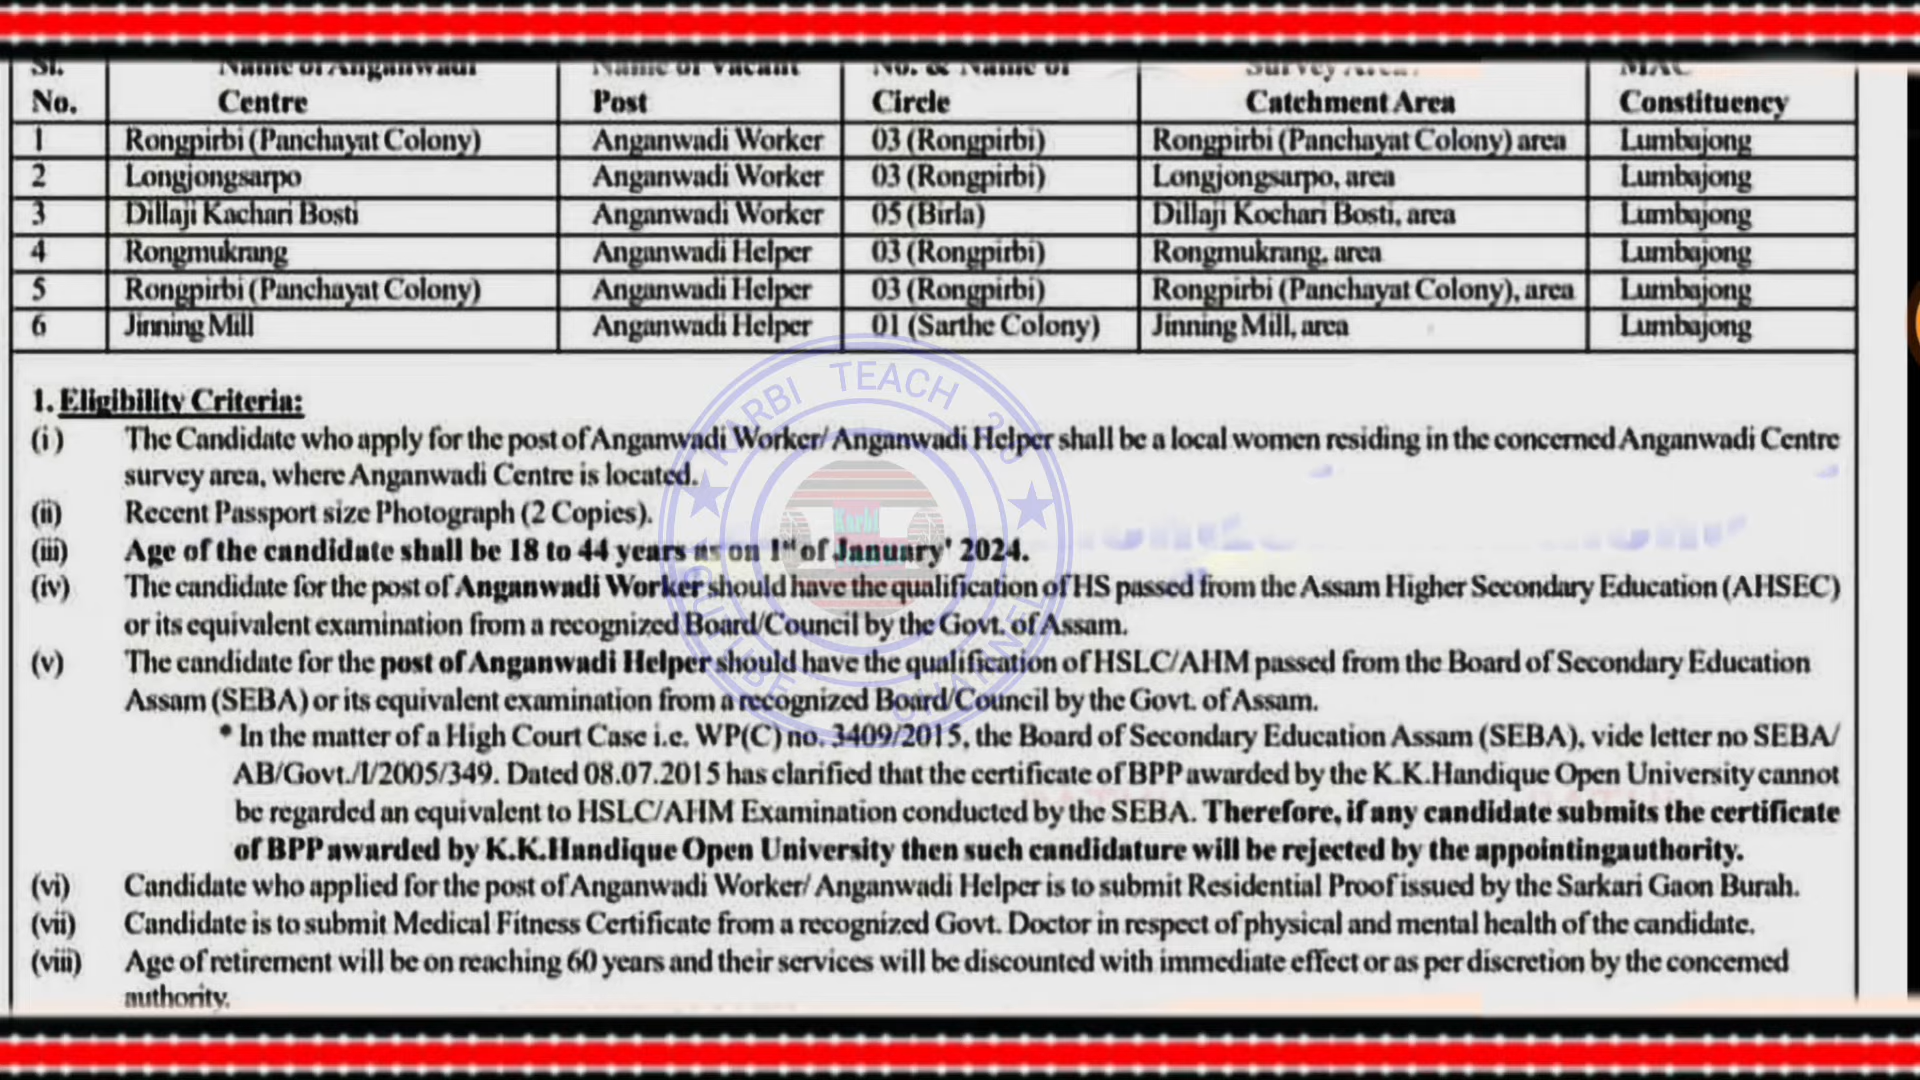 Sl. Name of Anganwadi Name of Vacant No. & Name of Survey Area/ MAC
No. Centre Post Circle Catchment Area Constituency
1 Rongpirbi (Panchayat Colony) Anganwadi Worker 03 (Rongpirbi) Rongpirbi (Panchayat Colony) area Lumbajong
2 Longjongsarpo Anganwadi Worker 03 (Rongpirbi) Longjongsarpo, area Lumbajong
3 Dillaji Kachari Bosti Anganwadi Worker 05 (Birla) Dillaji Kochari Bosti, area Lumbajong
4 Rongmukrang Anganwadi Helper 03 (Rongpirbi) Rongmukrang, area Lumbajong
5 Rongpirbi (Panchayat Colony) Anganwadi Helper 03 (Rongpirbi) Rongpirbi (Panchayat Colony), area Lumbajong
6 Jinning Mill Anganwadi Helper 01 (Sarthe Colony) Jinning Mill, area Lumbajong
1. Eligibility Criteria:
(i) The Candidate who apply for the post of Anganwadi Worker/ Anganwadi Helper shall be a local women residing in the concerned Anganwadi Centre
survey area, where Anganwadi Centre is located.
(ii) Recent Passport size Photograph (2 Copies).
(iii) Age of the candidate shall be 18 to 44 years as on 1st of January' 2024.
(iv) The candidate for the post of Anganwadi Worker should have the qualification of HS passed from the Assam Higher Secondary Education (AHSEC)
or its equivalent examination from a recognized Board/Council by the Govt. of Assam.
(v) The candidate for the post of Anganwadi Helper should have the qualification of HSLC/AHM passed from the Board of Secondary Education
Assam (SEBA) or its equivalent examination from a recognized Board/Council by the Govt. of Assam.
* In the matter of a High Court Case i.e. WP(C) no. 3409/2015, the Board of Secondary Education Assam (SEBA), vide letter no SEBA/
AB/Govt./I/2005/349. Dated 08.07.2015 has clarified that the certificate of BPP awarded by the K.K.Handique Open University cannot
be regarded an equivalent to HSLC/AHM Examination conducted by the SEBA. Therefore, if any candidate submits the certificate
of BPP awarded by K.K.Handique Open University then such candidature will be rejected by the appointingauthority.
(vi) Candidate who applied for the post of Anganwadi Worker/ Anganwadi Helper is to submit Residential Proof issued by the Sarkari Gaon Burah.
(vii) Candidate is to submit Medical Fitness Certificate from a recognized Govt. Doctor in respect of physical and mental health of the candidate.
(viii) Age of retirement will be on reaching 60 years and their services will be discounted with immediate effect or as per discretion by the concerned
authority.
KARBI TEACH
Karbi
YOUTUBE CHANNEL